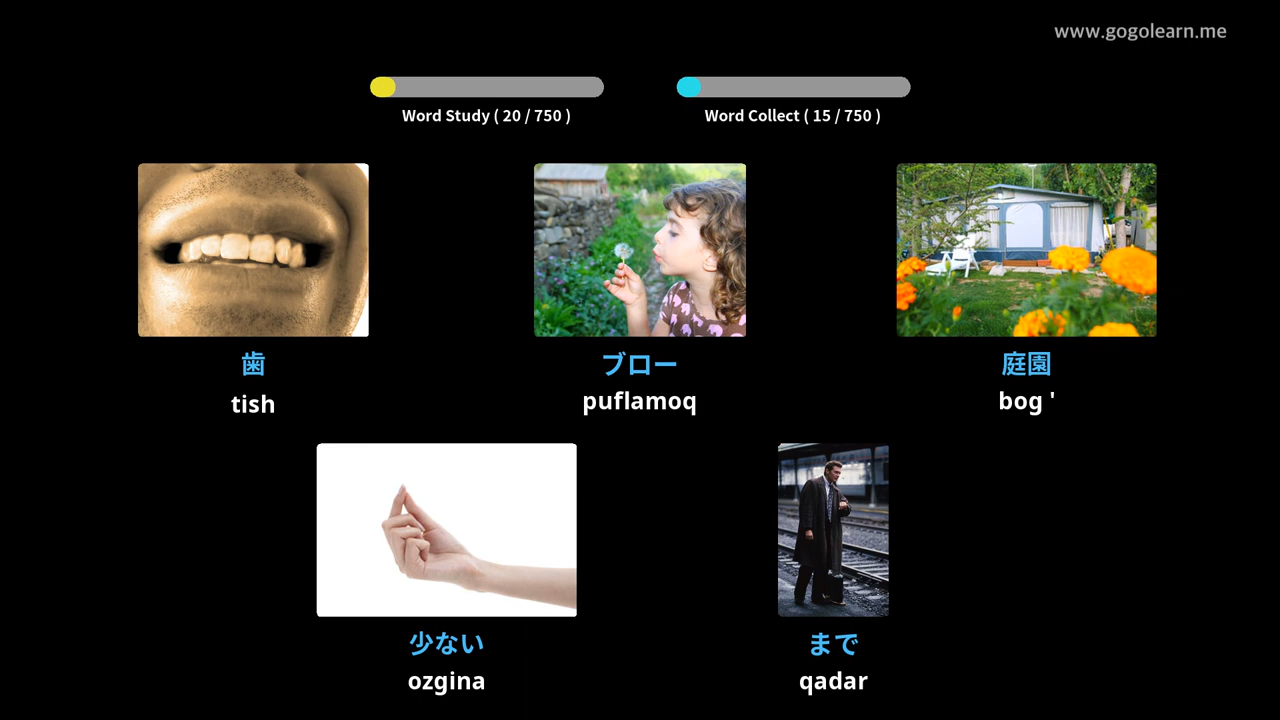 www.gogolearn.me
Word Study ( 20 / 750 )
Word Collect ( 15 / 750 )
歯
tish
ブロー
puflamoq
庭園
bog '
少ない
ozgina
まで
qadar